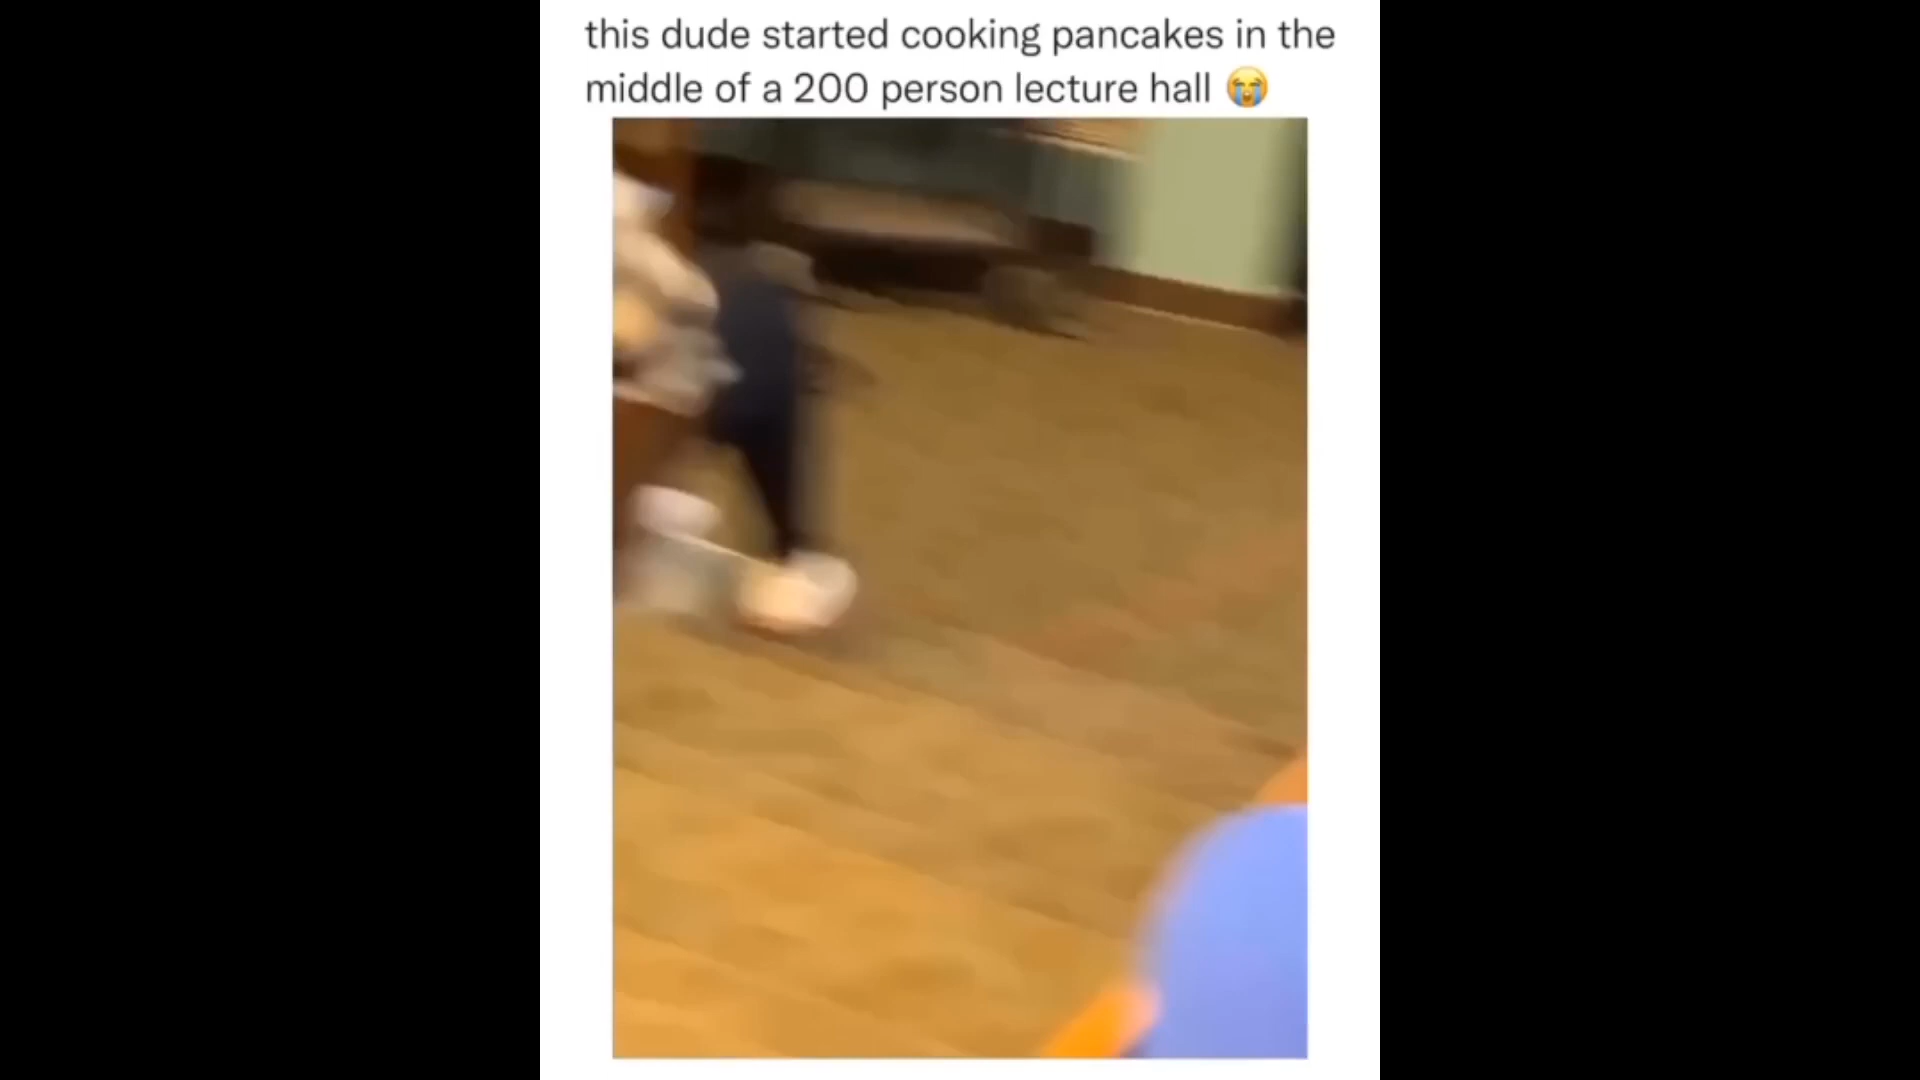 this dude started cooking pancakes in the
middle of a 200 person lecture hall 😭